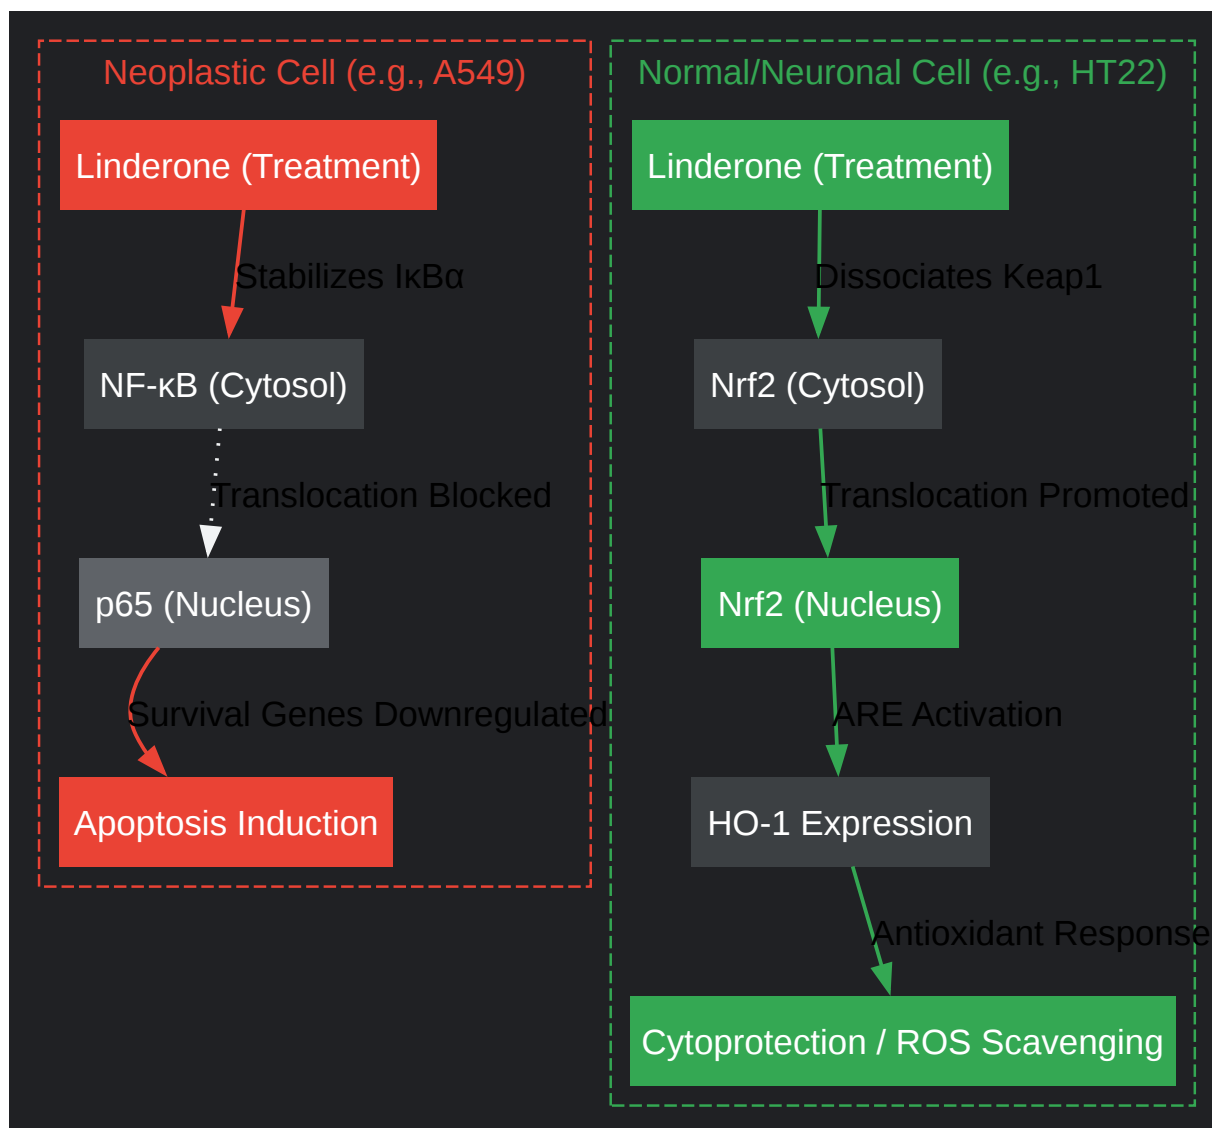 Neoplastic Cell (e.g., A549)
Linderone (Treatment)
Stabilizes IκBα
NF-κB (Cytosol)
Translocation Blocked
p65 (Nucleus)
Survival Genes Downregulated
Apoptosis Induction
Normal/Neuronal Cell (e.g., HT22)
Linderone (Treatment)
Dissociates Keap1
Nrf2 (Cytosol)
Translocation Promoted
Nrf2 (Nucleus)
ARE Activation
HO-1 Expression
Antioxidant Response
Cytoprotection / ROS Scavenging